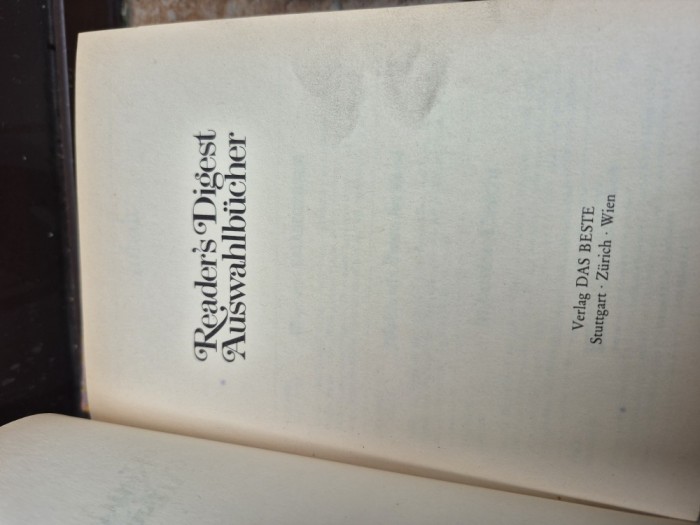 Reader's Digest
Auswahlbücher
Verlag DAS BESTE
Stuttgart · Zürich · Wien